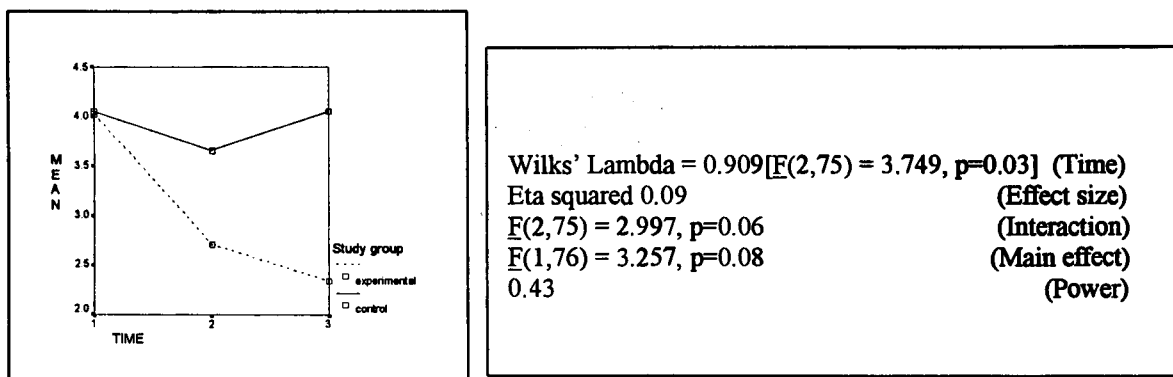 4.5
4.0
3.5
3.0
2.5
2.0
MEAN
1 2 3
TIME
Study group
experimental
control
Wilks’ Lambda = 0.909[F(2,75) = 3.749, p=0.03] (Time)
Eta squared 0.09 (Effect size)
F(2,75) = 2.997, p=0.06 (Interaction)
F(1,76) = 3.257, p=0.08 (Main effect)
0.43 (Power)